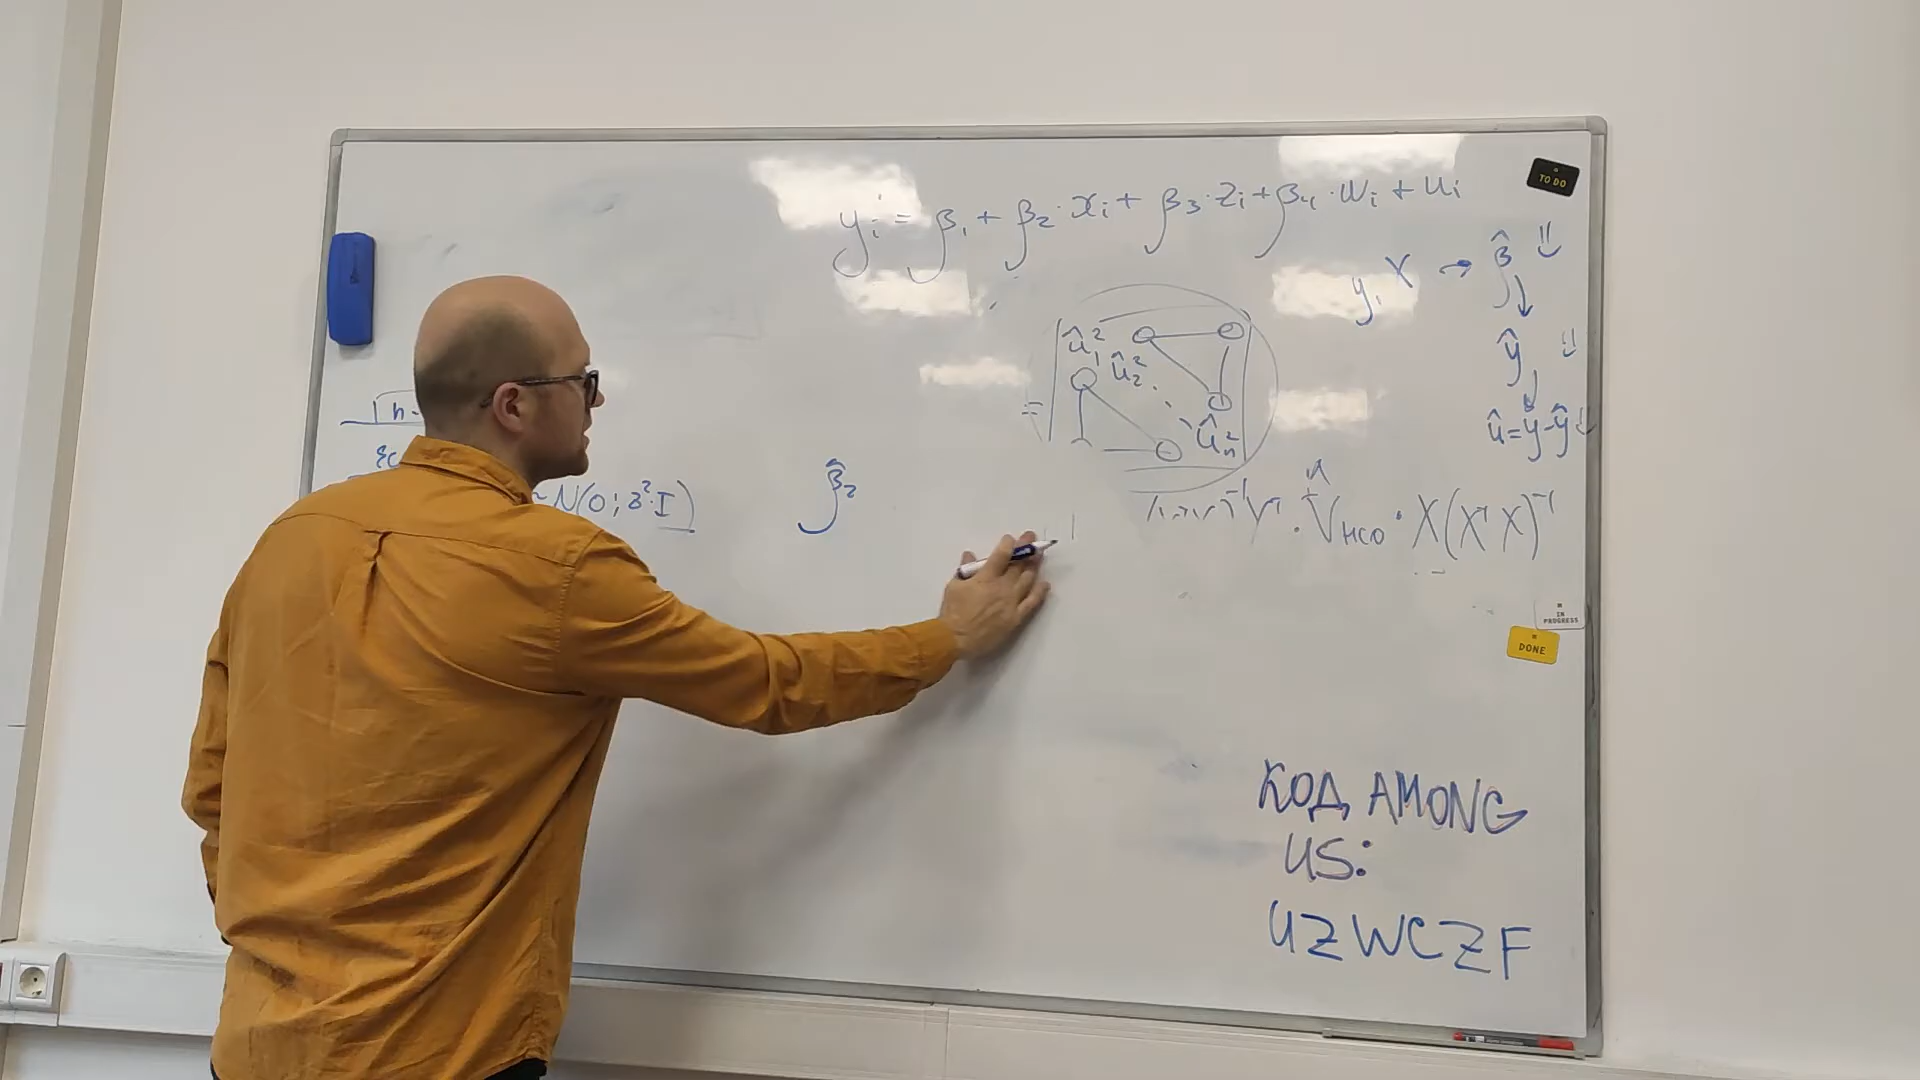 yᵢ = β₁ + β₂ · xᵢ + β₃ · zᵢ + β₄ · wᵢ + uᵢ
TO DO
y, X → β̂
ŷ
û = y - ŷ
= û₁² û₂² ûₙ²
~ N(0; σ² · I)
β̂₂
· V̂ HC0 · X(X'X)⁻¹
IN PROGRESS
DONE
КОД AMONG
US:
UZWCZF